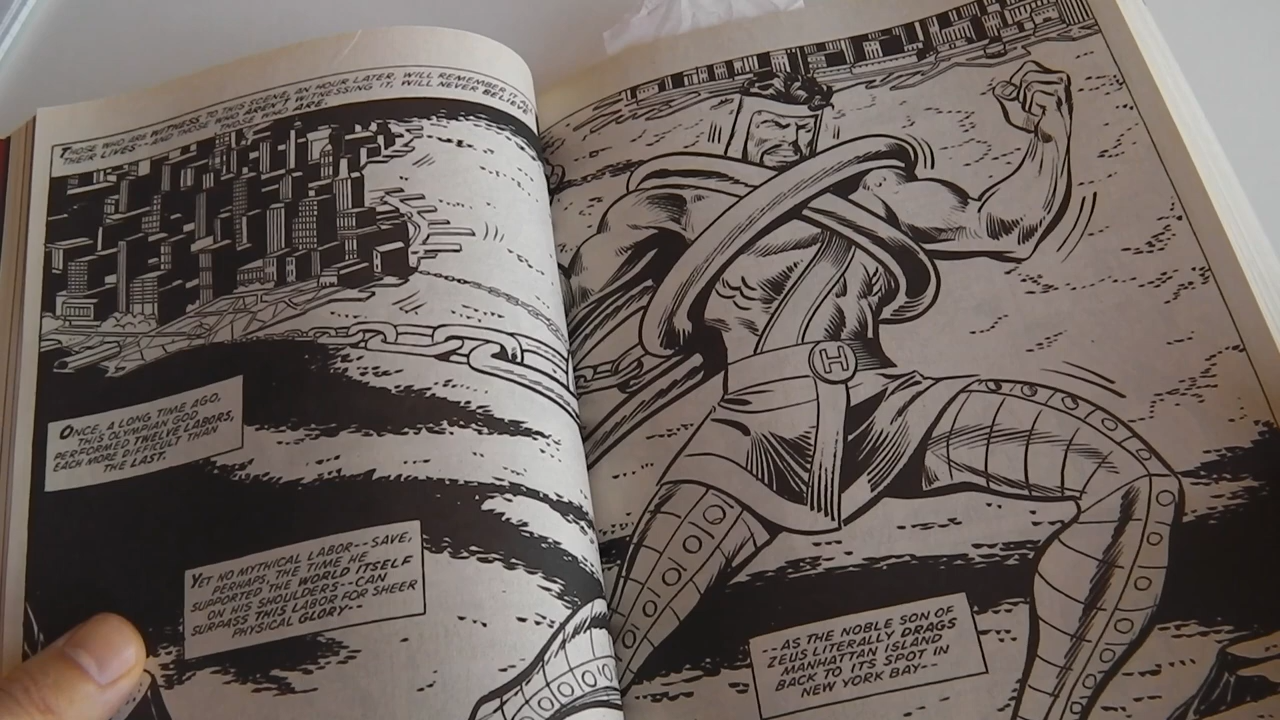 THOSE WHO ARE WITNESS TO THIS SCENE, AN HOUR LATER, WILL REMEMBER IT ALL
THEIR LIVES--AND THOSE WHO AREN'T WITNESSING IT, WILL NEVER BELIEVE
THOSE WHO ARE.
ONCE, A LONG TIME AGO,
THIS OLYMPIAN GOD
PERFORMED TWELVE LABORS,
EACH MORE DIFFICULT THAN
THE LAST.
YET NO MYTHICAL LABOR--SAVE,
PERHAPS, THE TIME HE
SUPPORTED THE WORLD ITSELF
ON HIS SHOULDERS--CAN
SURPASS THIS LABOR FOR SHEER
PHYSICAL GLORY--
H
--AS THE NOBLE SON OF
ZEUS LITERALLY DRAGS
MANHATTAN ISLAND
BACK TO ITS SPOT IN
NEW YORK BAY--